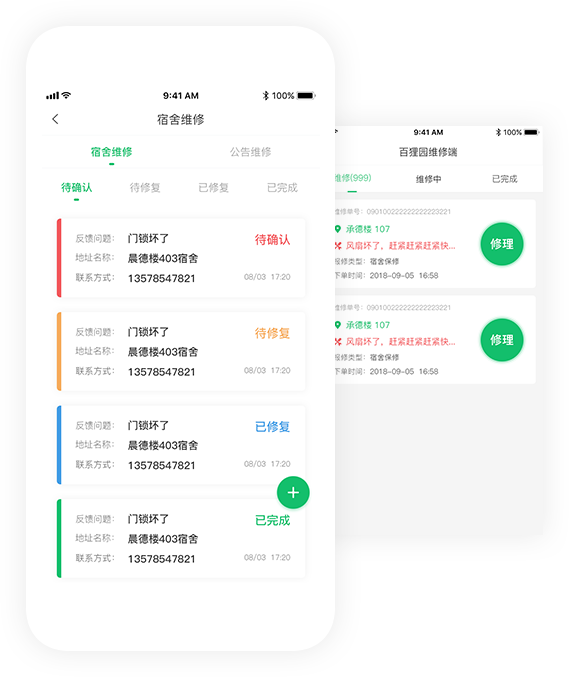 9:41 AM
100%
宿舍维修
宿舍维修 公告维修
待确认 待修复 已修复 已完成
反馈问题： 门锁坏了 待确认
地址名称： 晨德楼403宿舍
联系方式： 13578547821 08/03 17:20
反馈问题： 门锁坏了 待修复
地址名称： 晨德楼403宿舍
联系方式： 13578547821 08/03 17:20
反馈问题： 门锁坏了 已修复
地址名称： 晨德楼403宿舍
联系方式： 13578547821 08/03 17:20
反馈问题： 门锁坏了 已完成
地址名称： 晨德楼403宿舍
联系方式： 13578547821 08/03 17:20
9:41 AM 100%
百狸园维修端
维修(999) 维修中 已完成
维修单号：090100222222222223221
承德楼 107
风扇坏了，赶紧赶紧赶紧快...
报修类型：宿舍保修
下单时间：2018-09-05 16:58
修理
维修单号：090100222222222223221
承德楼 107
风扇坏了，赶紧赶紧赶紧快...
报修类型：宿舍保修
下单时间：2018-09-05 16:58
修理